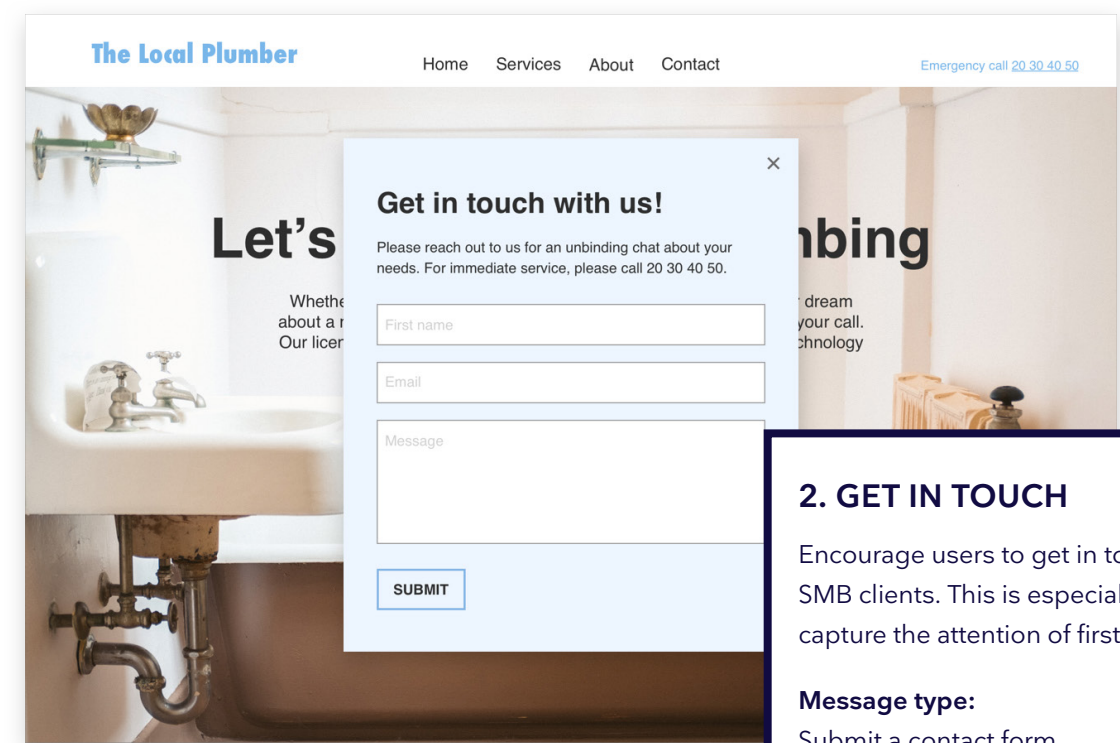 The Local Plumber
Home Services About Contact
Emergency call 20 30 40 50
Get in touch with us!
Please reach out to us for an unbinding chat about your
needs. For immediate service, please call 20 30 40 50.
First name
Email
Message
SUBMIT
Let's
bing
Whethe
dream
about a
your call.
Our licen
chnology
2. GET IN TOUCH
Encourage users to get in to
SMB clients. This is especial
capture the attention of first
Message type:
Submit a contact form